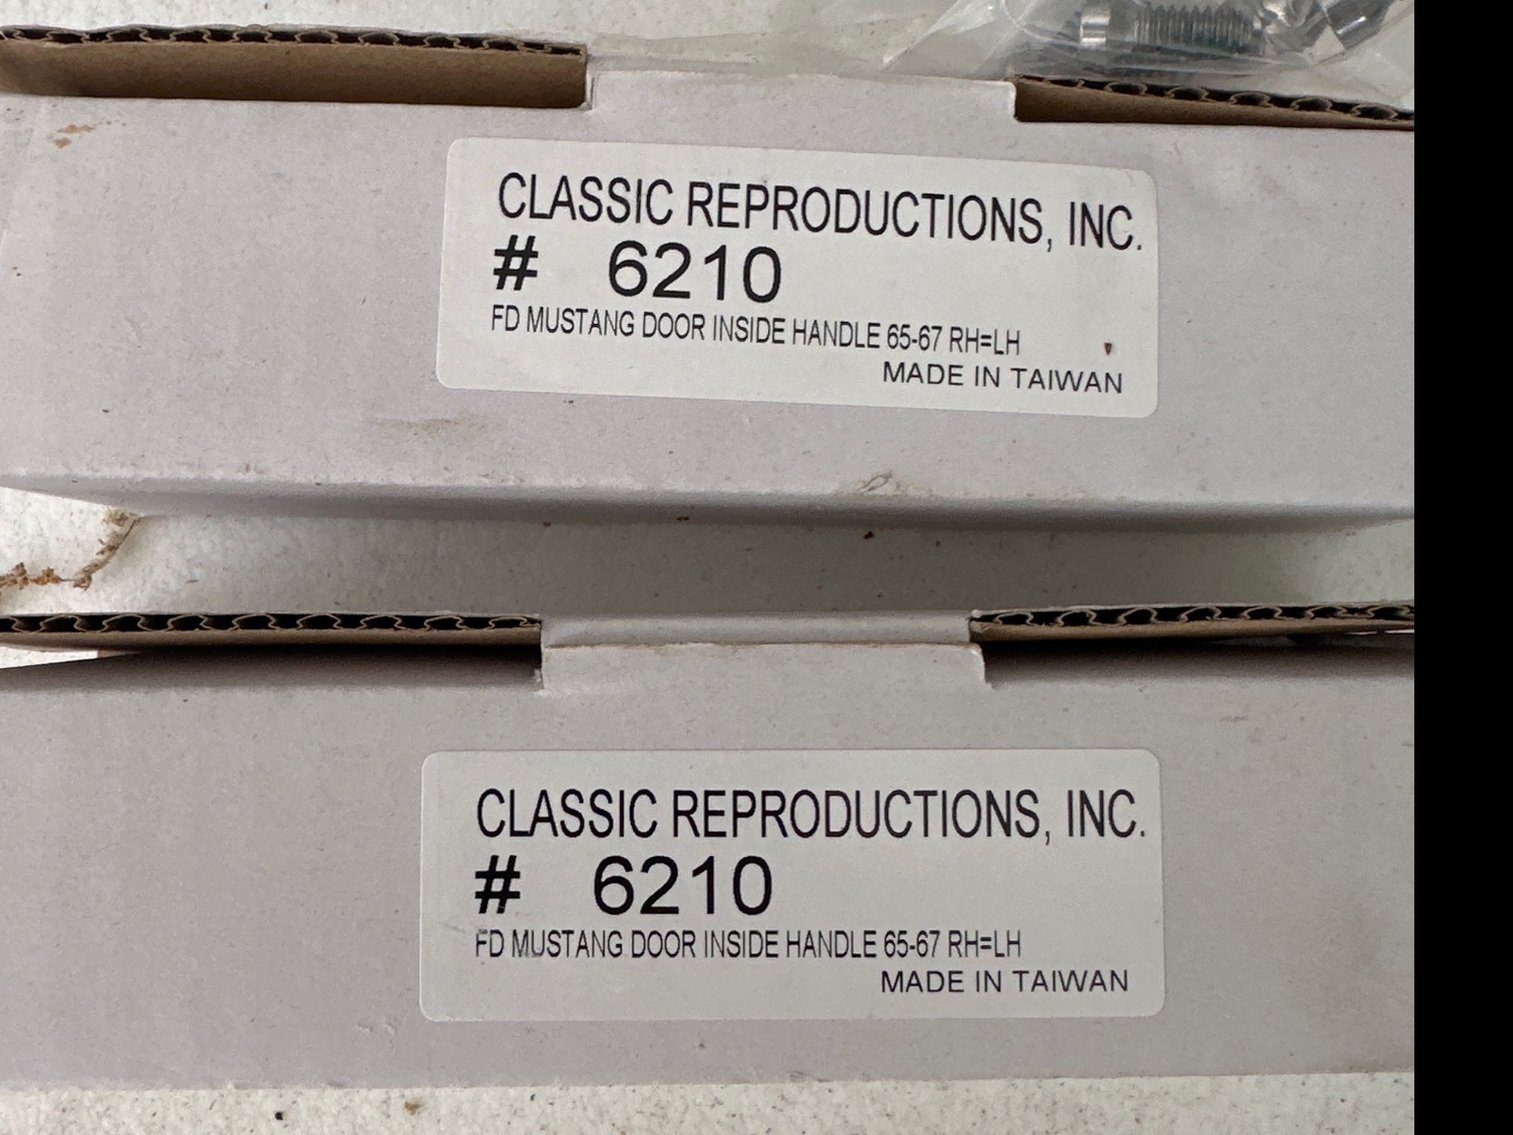 CLASSIC REPRODUCTIONS, INC.
# 6210
FD MUSTANG DOOR INSIDE HANDLE 65-67 RH=LH
MADE IN TAIWAN
CLASSIC REPRODUCTIONS, INC.
# 6210
FD MUSTANG DOOR INSIDE HANDLE 65-67 RH=LH
MADE IN TAIWAN